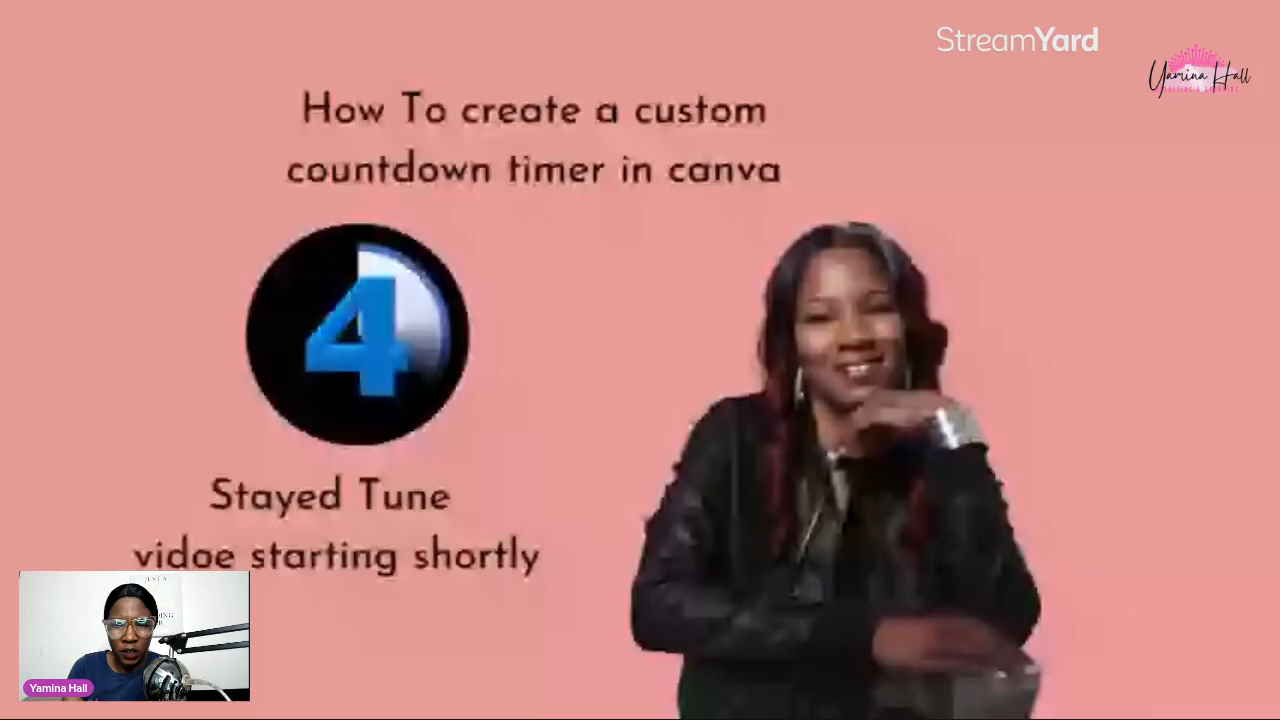 StreamYard
Yamina Hall
How To create a custom
countdown timer in canva
4
Stayed Tune
vidoe starting shortly
JUST A
Yamina Hall